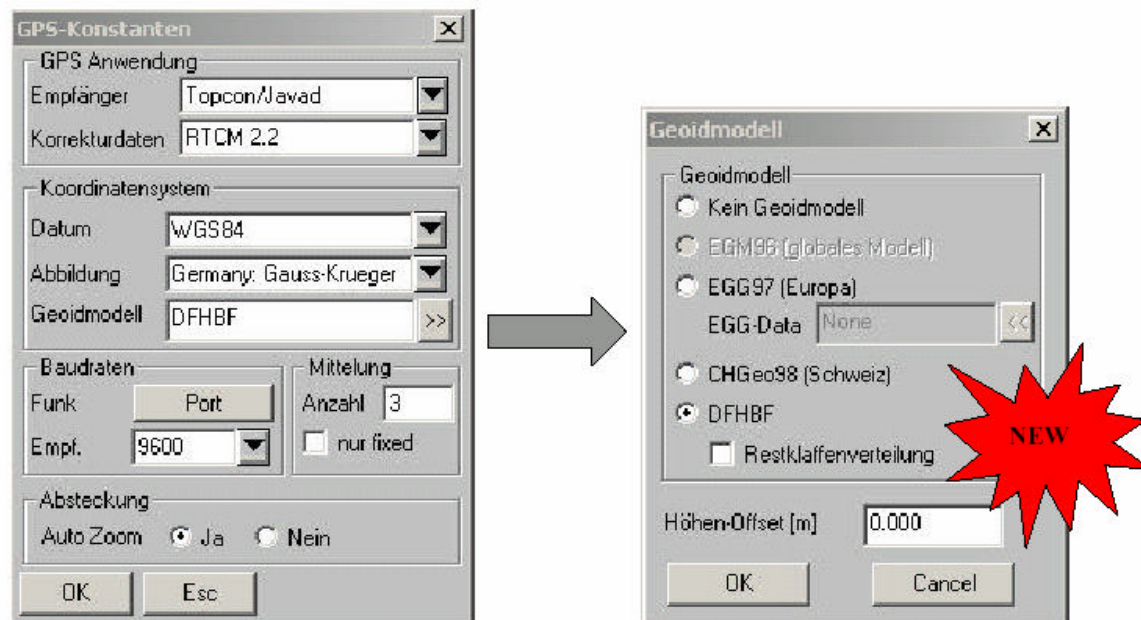 GPS-Konstanten
GPS Anwendung
Empfänger Topcon/Javad
Korrekturdaten RTCM 2.2
Koordinatensystem
Datum WGS84
Abbildung Germany: Gauss-Krueger
Geoidmodell DFHBF >>
Baudraten
Funk Port
Empf. 9600
Mittelung
Anzahl 3
nur fixed
Absteckung
Auto Zoom Ja Nein
OK Esc
Geoidmodell
Geoidmodell
Kein Geoidmodell
EGM96 (globales Modell)
EGG97 (Europa)
EGG-Data None <<
CHGeo98 (Schweiz)
DFHBF
Restklaffenverteilung
NEW
Höhen-Offset [m] 0.000
OK Cancel